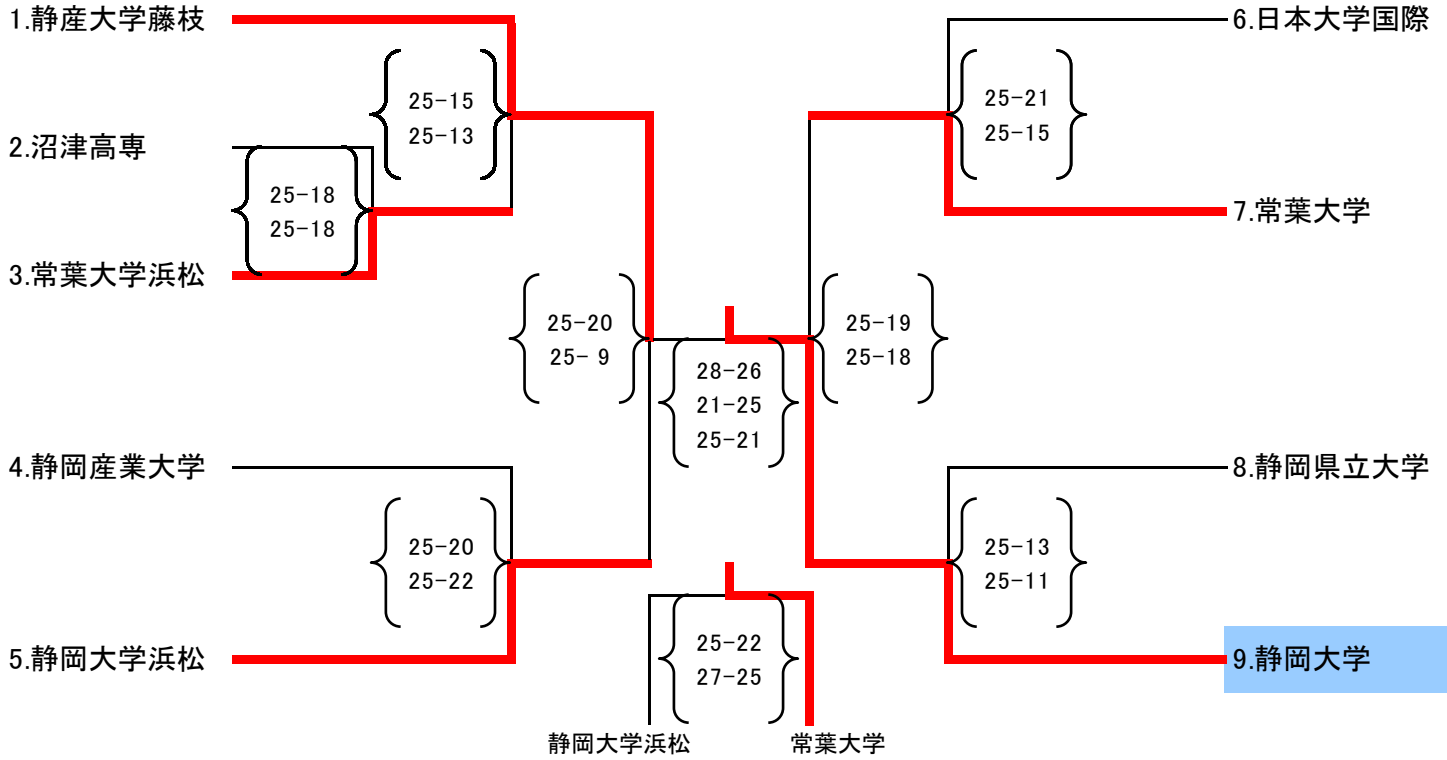 1.静産大学藤枝
6.日本大学国際
25-15
25-13
25-21
25-15
2.沼津高専
25-18
25-18
7.常葉大学
3.常葉大学浜松
25-20
25- 9
28-26
21-25
25-21
25-19
25-18
4.静岡産業大学
8.静岡県立大学
25-20
25-22
25-13
25-11
5.静岡大学浜松
25-22
27-25
9.静岡大学
静岡大学浜松
常葉大学